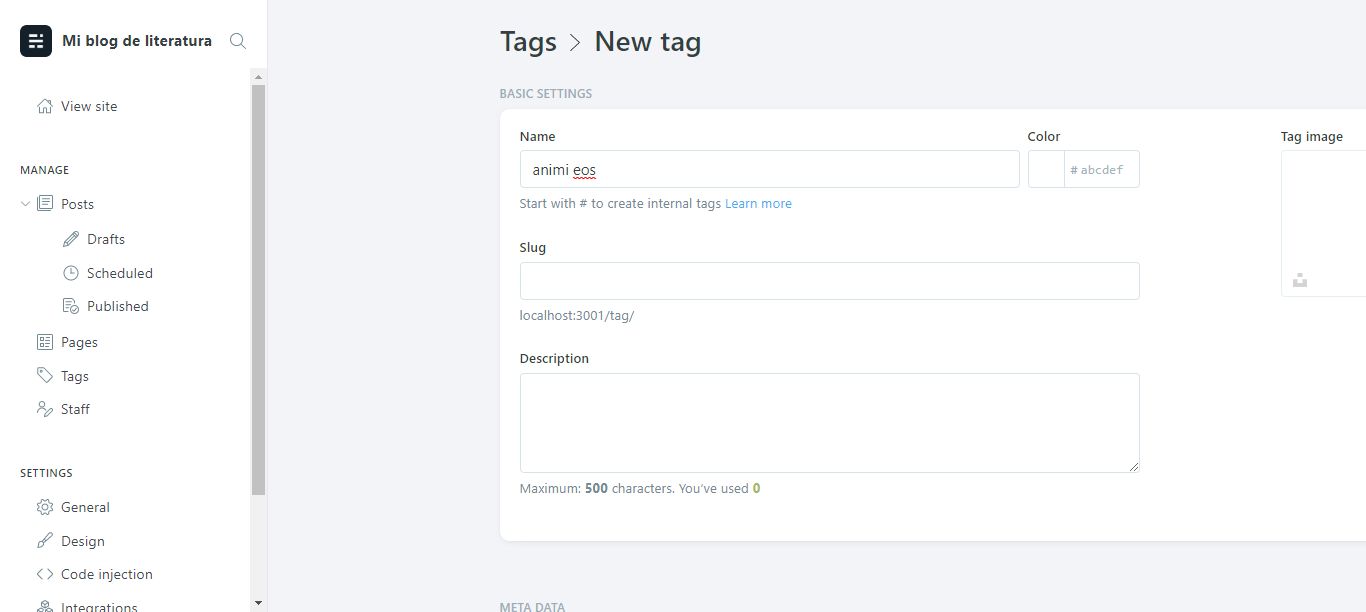 Mi blog de literatura
View site
MANAGE
Posts
Drafts
Scheduled
Published
Pages
Tags
Staff
SETTINGS
General
Design
Code injection
Integrations
Tags > New tag
BASIC SETTINGS
Name
animi eos
Start with # to create internal tags Learn more
Color
# abcdef
Slug
localhost:3001/tag/
Description
Maximum: 500 characters. You’ve used 0
Tag image
META DATA